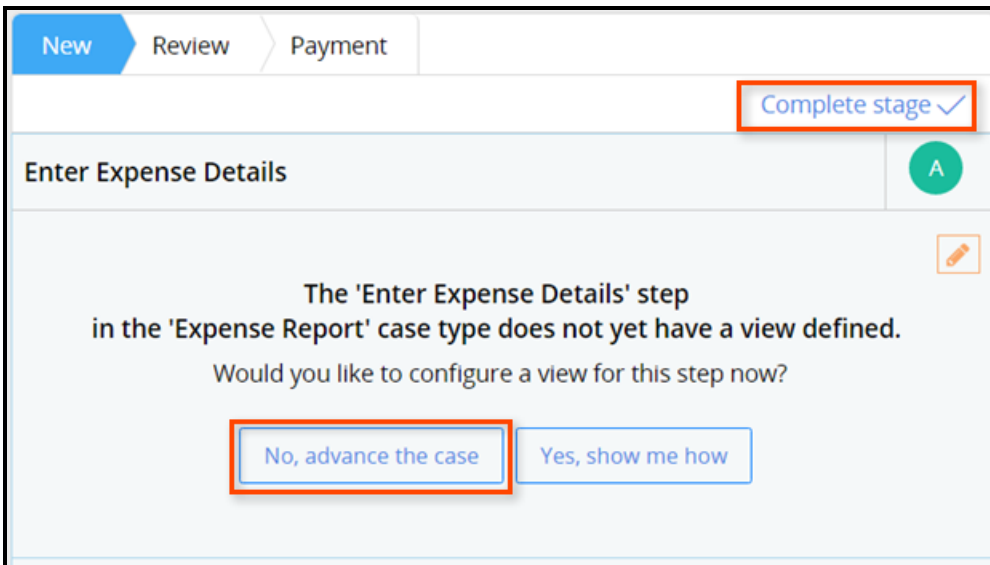 New Review Payment
Complete stage
Enter Expense Details
A
The 'Enter Expense Details' step
in the 'Expense Report' case type does not yet have a view defined.
Would you like to configure a view for this step now?
No, advance the case Yes, show me how